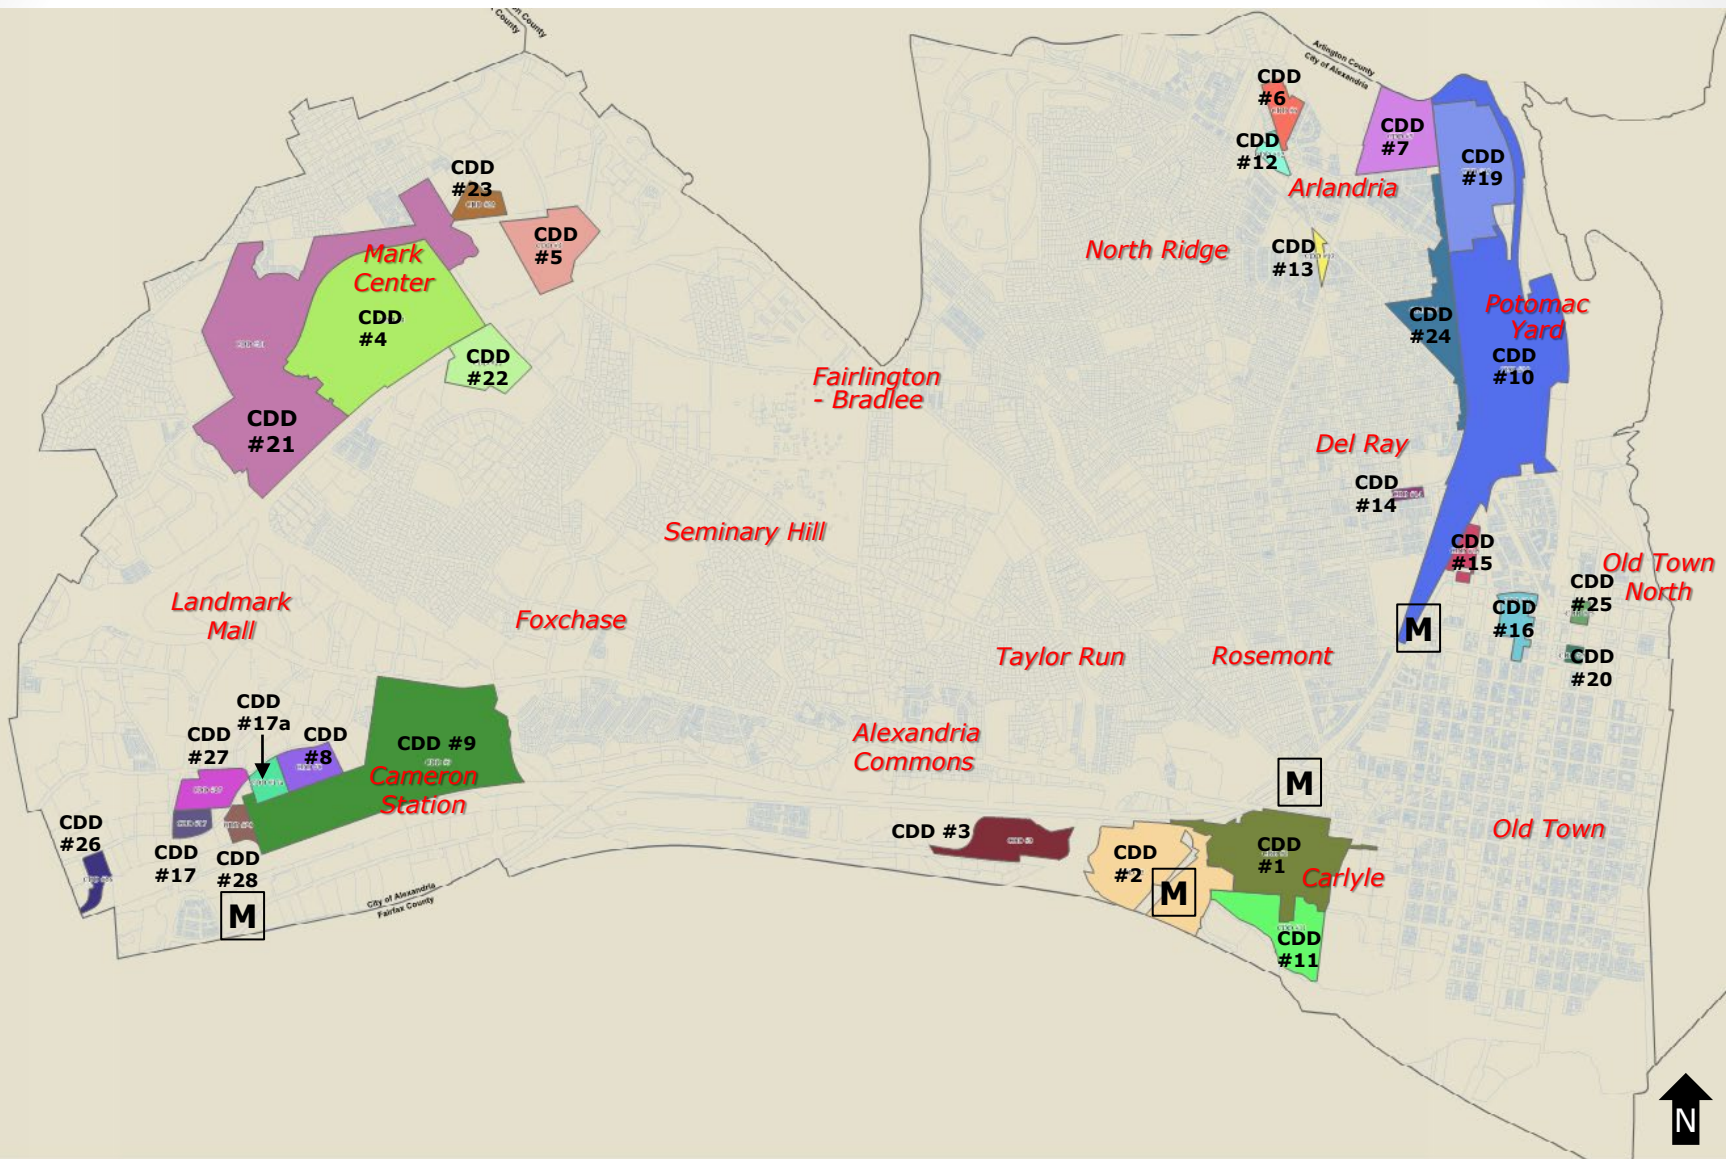 Arlington County
City of Alexandria
CDD
#6
CDD
#12
CDD
#7
CDD
#19
Arlandria
CDD
#23
CDD
#5
Mark
Center
CDD
#4
CDD
#22
CDD
#21
North Ridge
CDD
#13
CDD
#24
Potomac
Yard
CDD
#10
Fairlington
- Bradlee
Del Ray
CDD
#14
Seminary Hill
CDD
#15
Old Town
North
CDD
#25
CDD
#16
CDD
#20
M
Landmark
Mall
Foxchase
Taylor Run
Rosemont
CDD
#17a
CDD
#27
CDD
#8
CDD #9
Cameron
Station
Alexandria
Commons
M
CDD
#26
CDD
#17
CDD
#28
M
City of Alexandria
Fairfax County
CDD #3
CDD
#2
M
CDD
#1
Carlyle
CDD
#11
Old Town
N